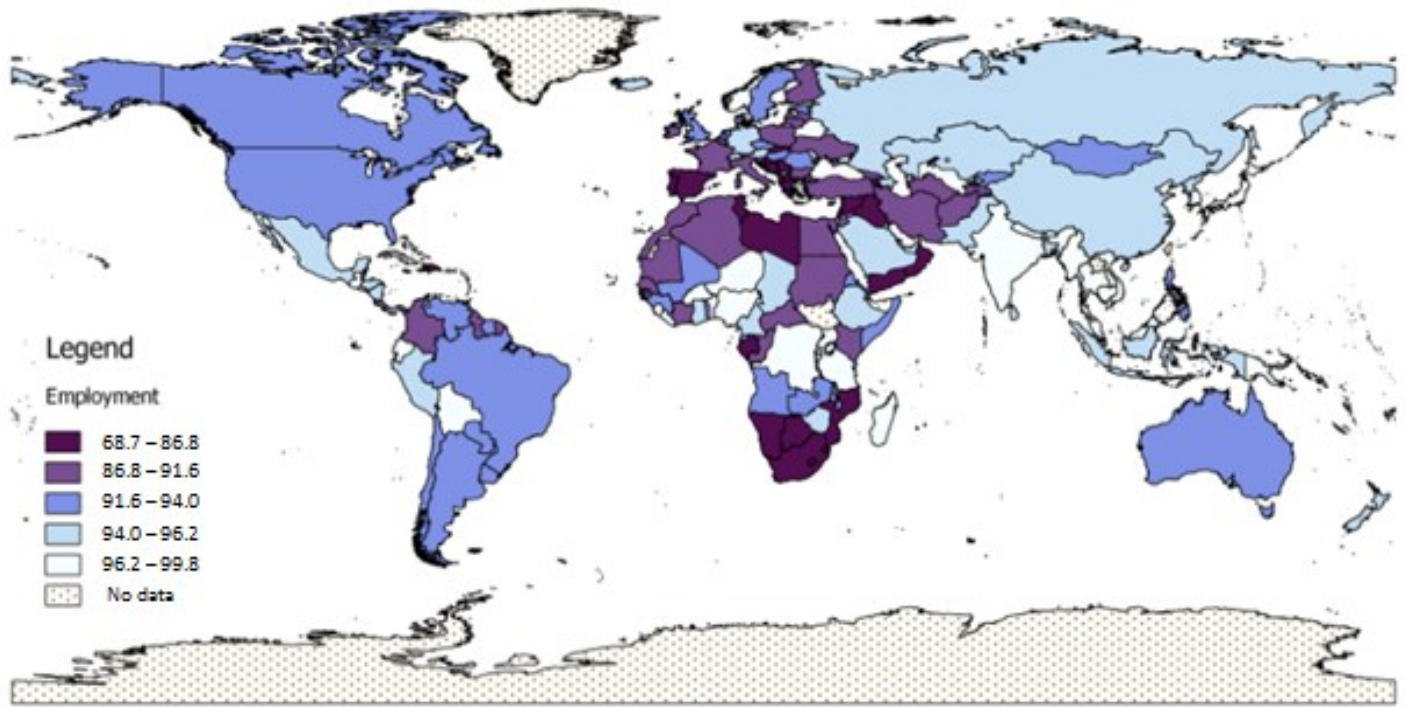 Legend
Employment
68.7 – 86.8
86.8 – 91.6
91.6 – 94.0
94.0 – 96.2
96.2 – 99.8
No data